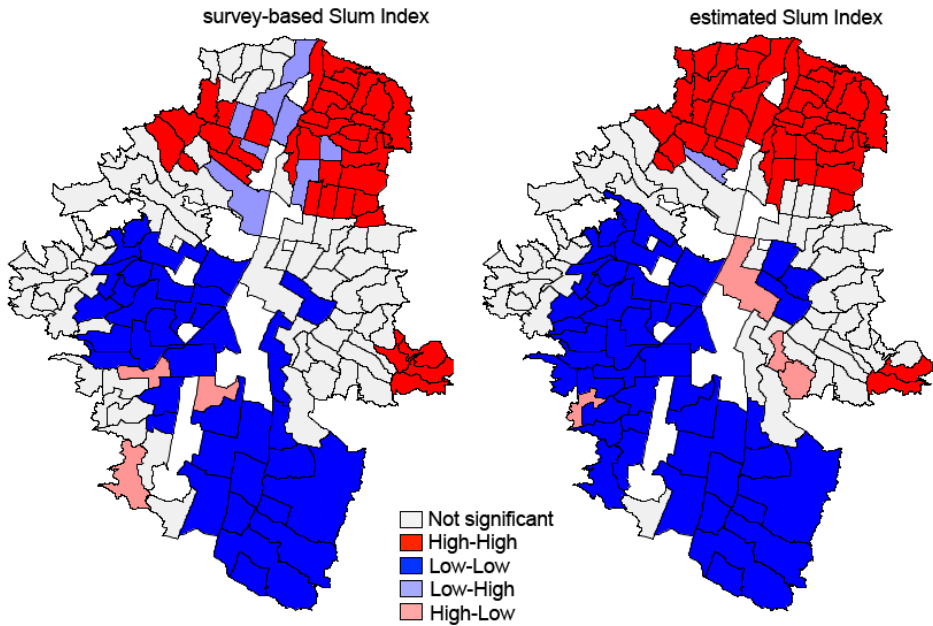 survey-based Slum Index
estimated Slum Index
Not significant
High-High
Low-Low
Low-High
High-Low